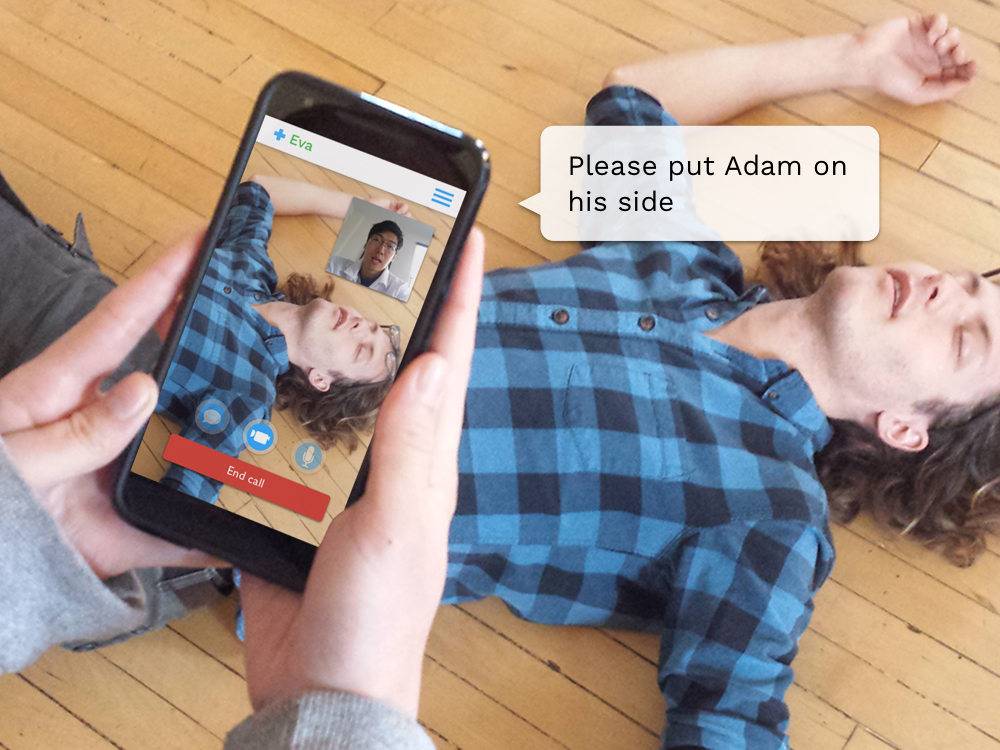 Eva
Please put Adam on
his side
End call